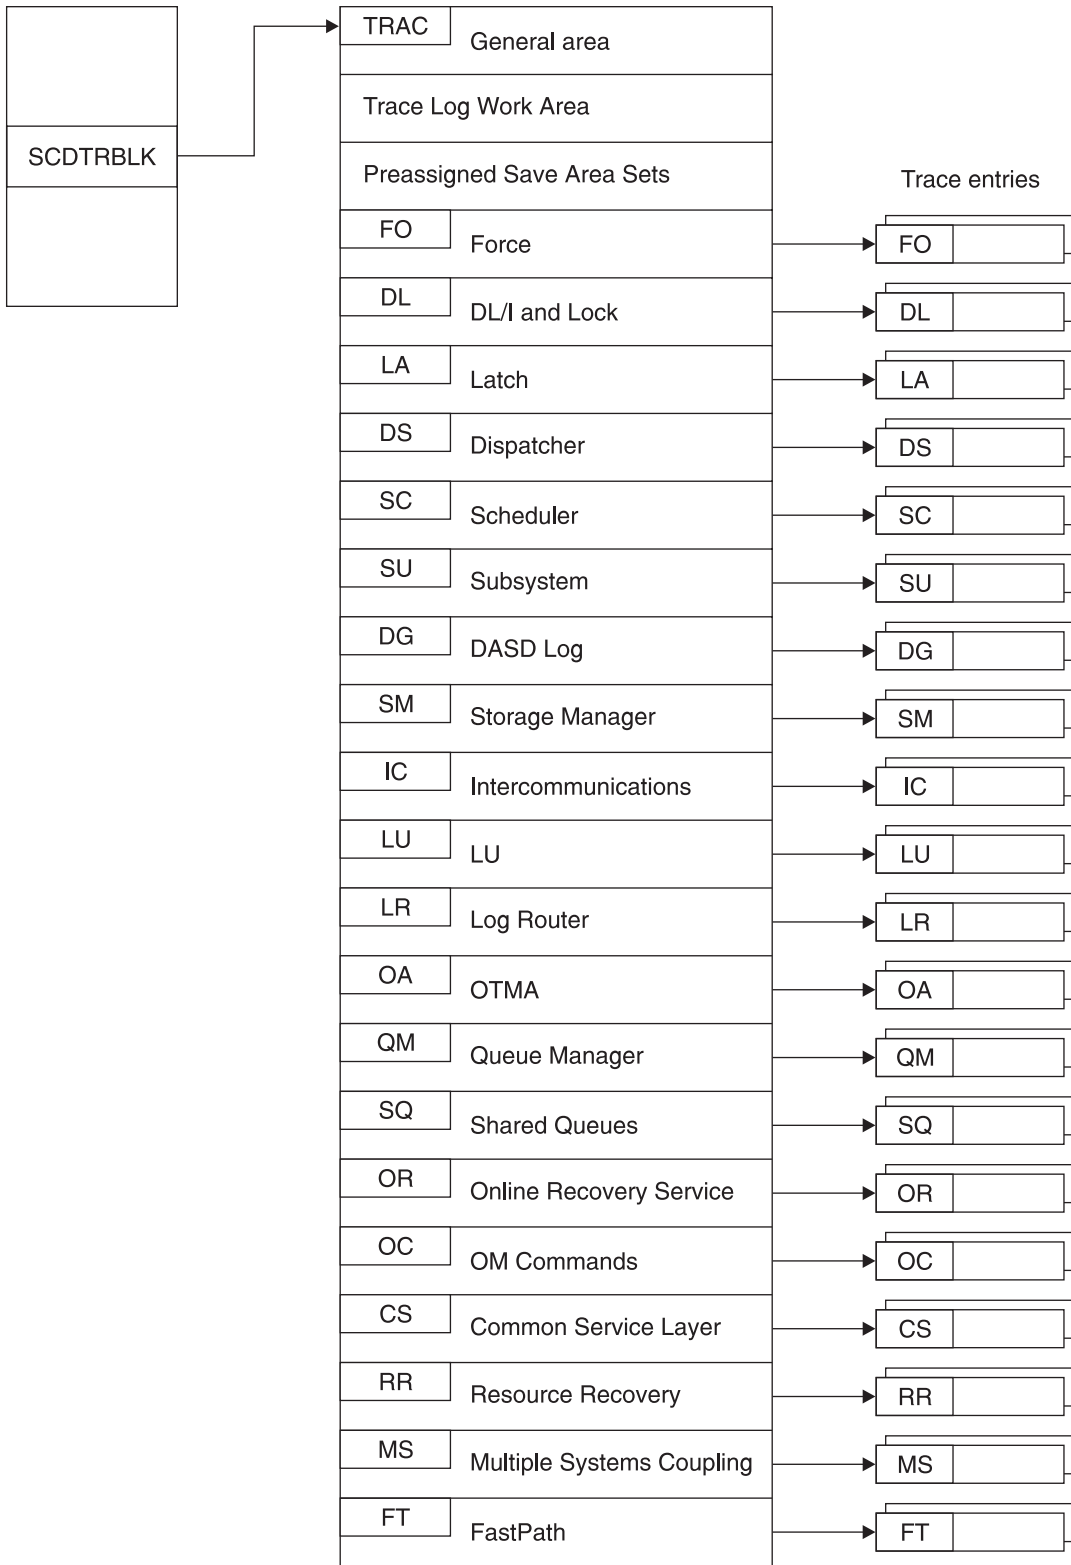 TRAC General area
Trace Log Work Area
SCDTRBLK
Preassigned Save Area Sets
Trace entries
FO Force FO
DL DL/I and Lock DL
LA Latch LA
DS Dispatcher DS
SC Scheduler SC
SU Subsystem SU
DG DASD Log DG
SM Storage Manager SM
IC Intercommunications IC
LU LU LU
LR Log Router LR
OA OTMA OA
QM Queue Manager QM
SQ Shared Queues SQ
OR Online Recovery Service OR
OC OM Commands OC
CS Common Service Layer CS
RR Resource Recovery RR
MS Multiple Systems Coupling MS
FT FastPath FT